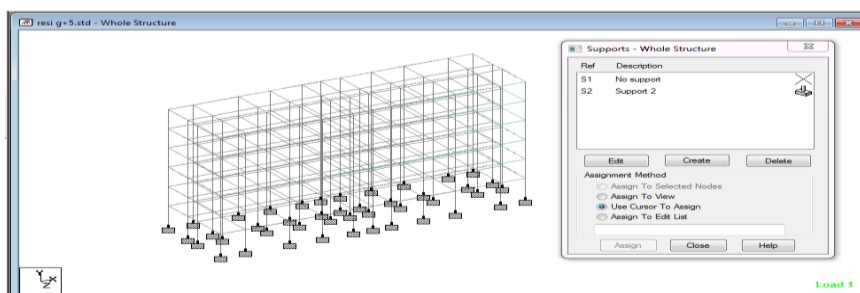 resi g+5.std - Whole Structure
Supports - Whole Structure
Ref Description
S1 No support
S2 Support 2
Edit Create Delete
Assignment Method
Assign To Selected Nodes
Assign To View
Use Cursor To Assign
Assign To Edit List
Assign Close Help
Y X
Z
Load 1